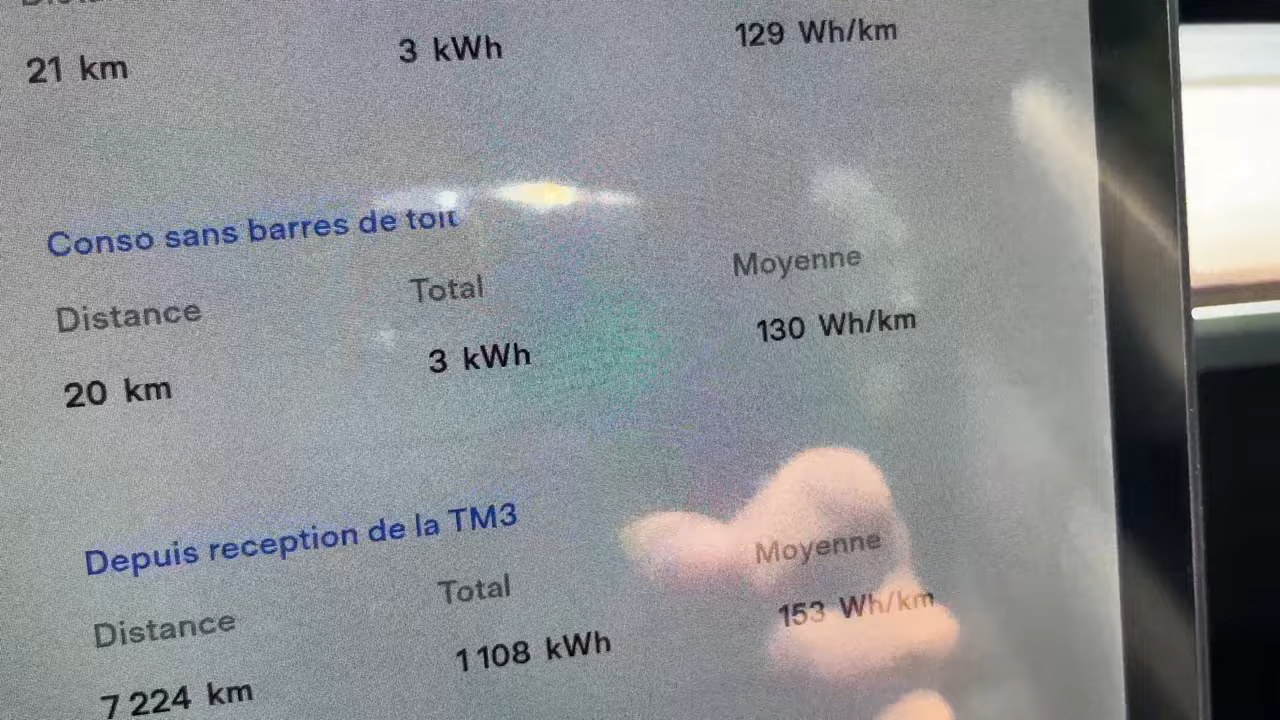 21 km 3 kWh 129 Wh/km
Conso sans barres de toit
Distance Total Moyenne
20 km 3 kWh 130 Wh/km
Depuis reception de la TM3
Distance Total Moyenne
7 224 km 1 108 kWh 153 Wh/km